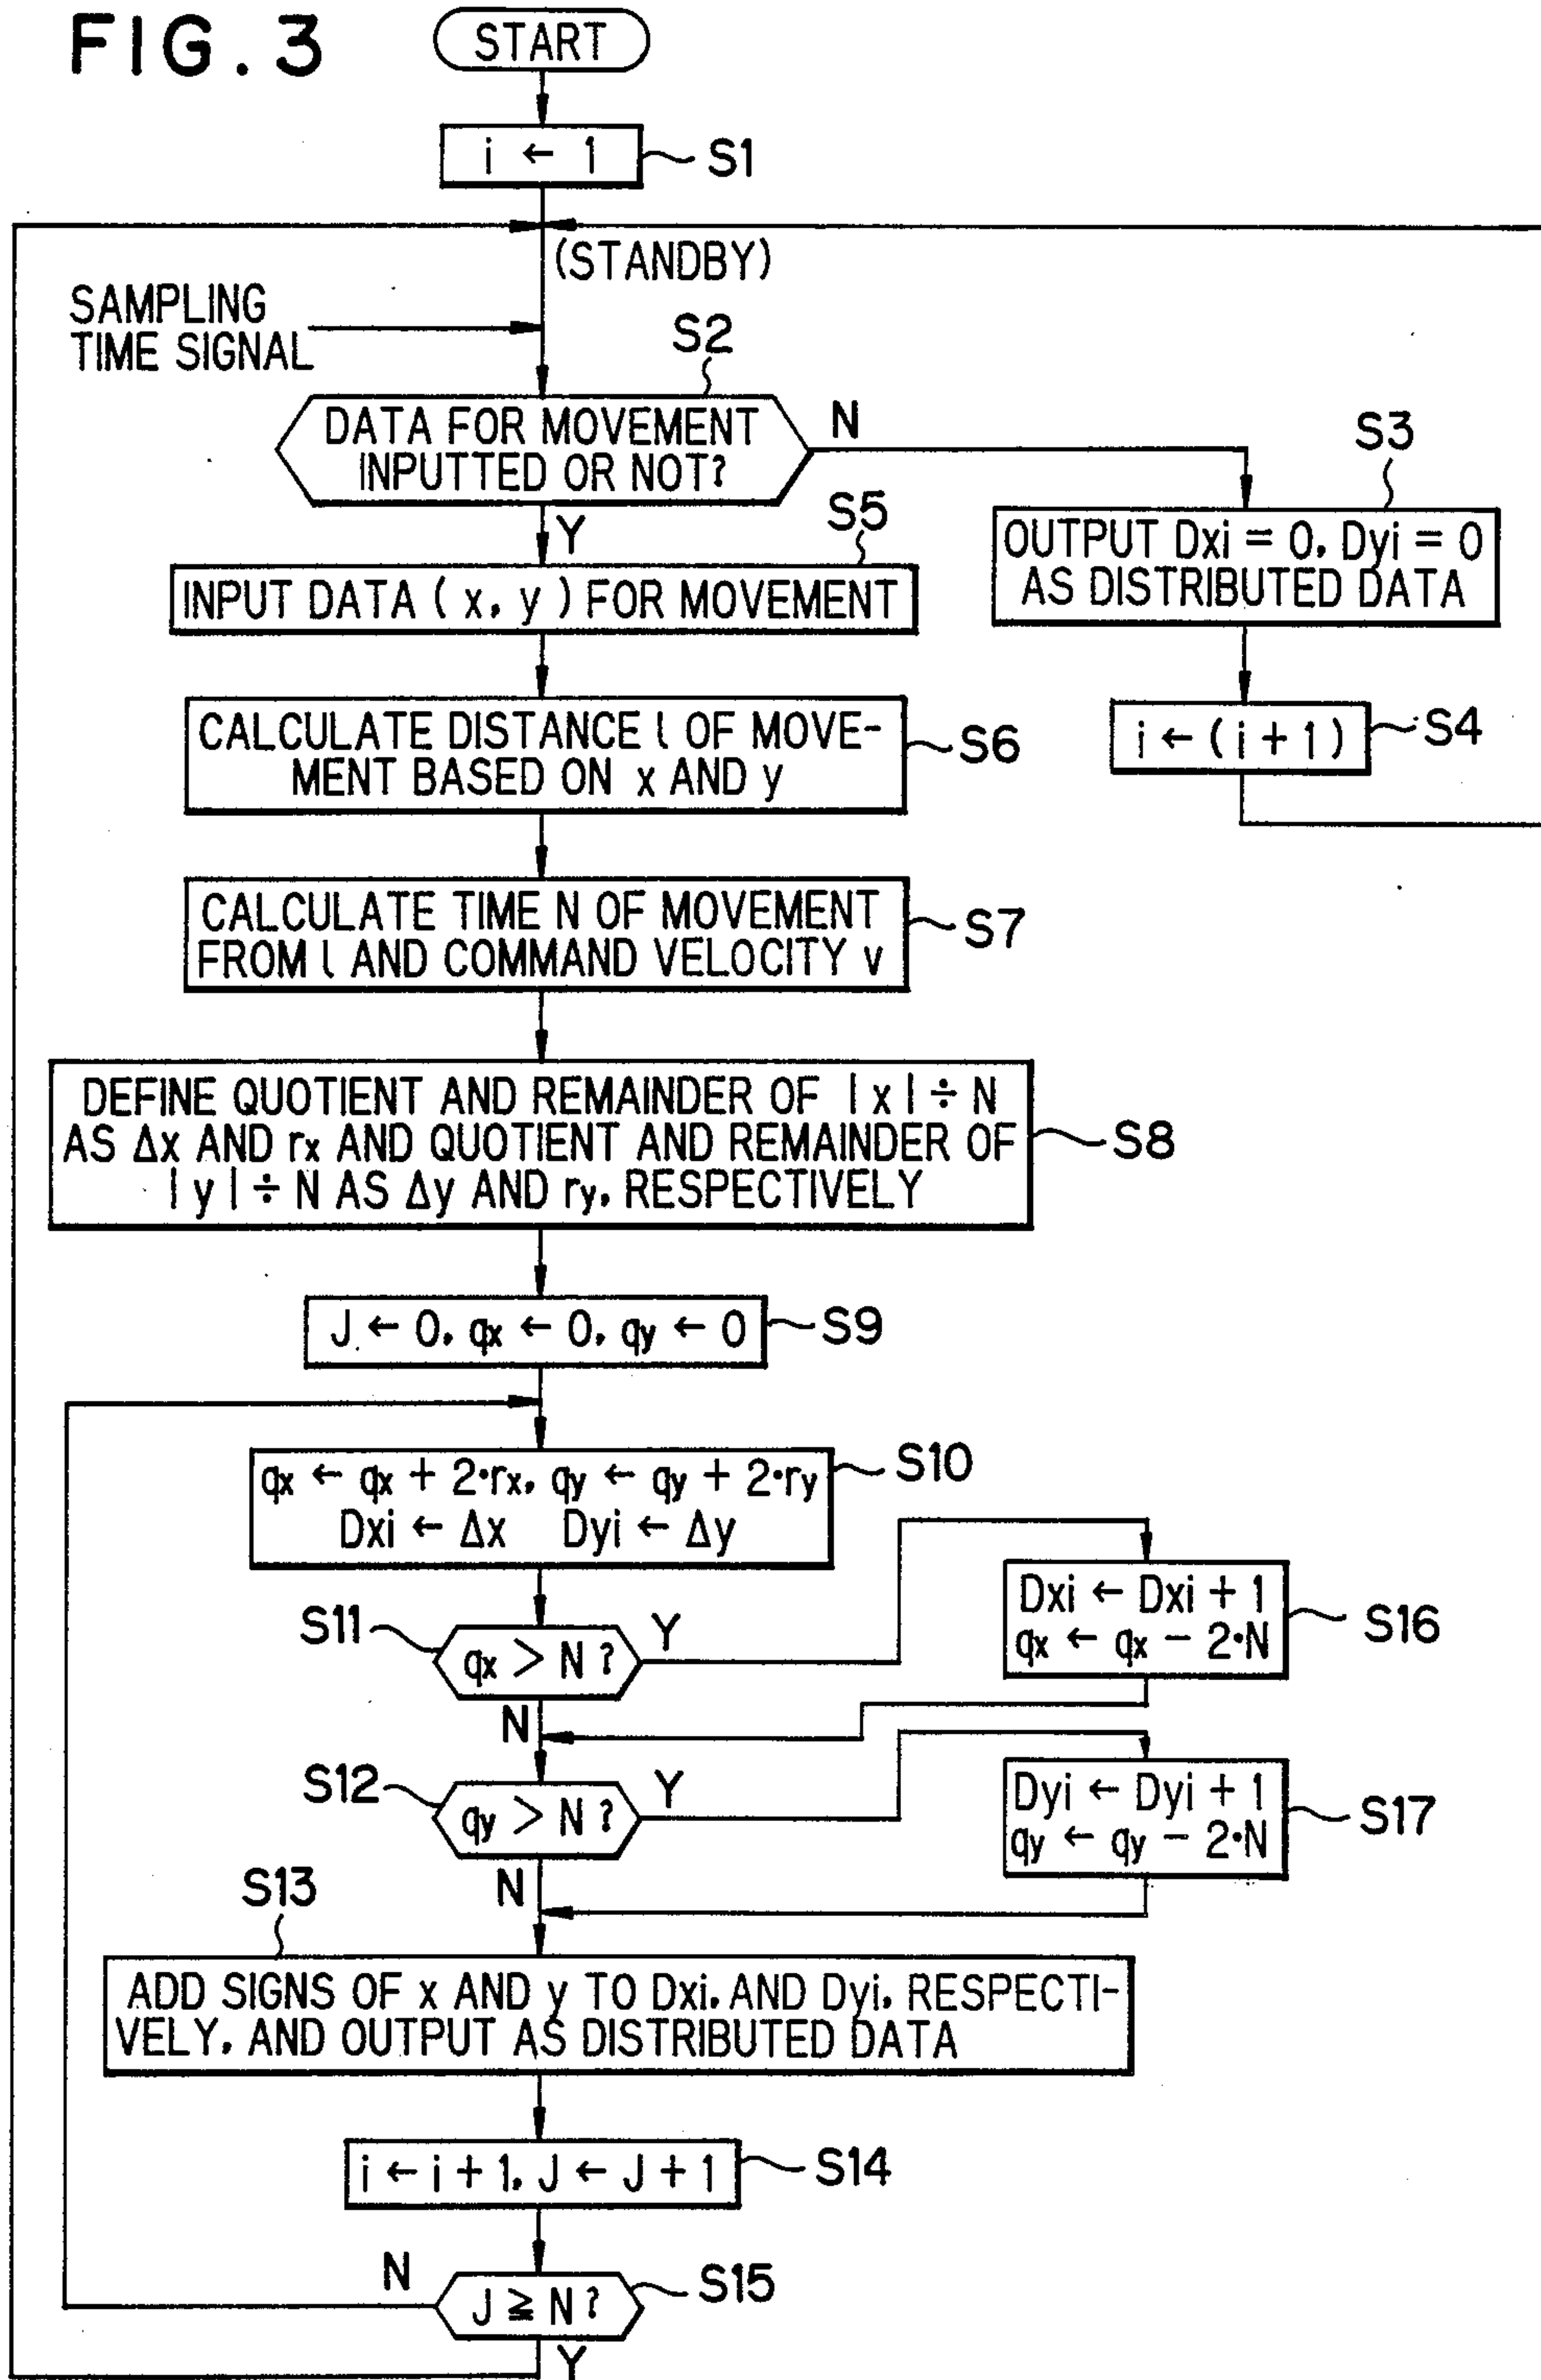 FIG. 3
START
i ← 1
S1
(STANDBY)
SAMPLING
TIME SIGNAL
S2
DATA FOR MOVEMENT
INPUTTED OR NOT?
N
Y
S3
OUTPUT Dxi = 0, Dyi = 0
AS DISTRIBUTED DATA
i ← (i + 1)
S4
S5
INPUT DATA (x, y) FOR MOVEMENT
CALCULATE DISTANCE l OF MOVE-
MENT BASED ON x AND y
S6
CALCULATE TIME N OF MOVEMENT
FROM l AND COMMAND VELOCITY v
S7
DEFINE QUOTIENT AND REMAINDER OF |x| ÷ N
AS Δx AND rx AND QUOTIENT AND REMAINDER OF
|y| ÷ N AS Δy AND ry, RESPECTIVELY
S8
J ← 0, qx ← 0, qy ← 0
S9
qx ← qx + 2·rx, qy ← qy + 2·ry
Dxi ← Δx Dyi ← Δy
S10
S11
qx > N ?
Y
N
Dxi ← Dxi + 1
qx ← qx − 2·N
S16
S12
qy > N ?
Y
N
Dyi ← Dyi + 1
qy ← qy − 2·N
S17
S13
ADD SIGNS OF x AND y TO Dxi, AND Dyi, RESPECTI-
VELY, AND OUTPUT AS DISTRIBUTED DATA
i ← i + 1, J ← J + 1
S14
N
J ≧ N ?
S15
Y